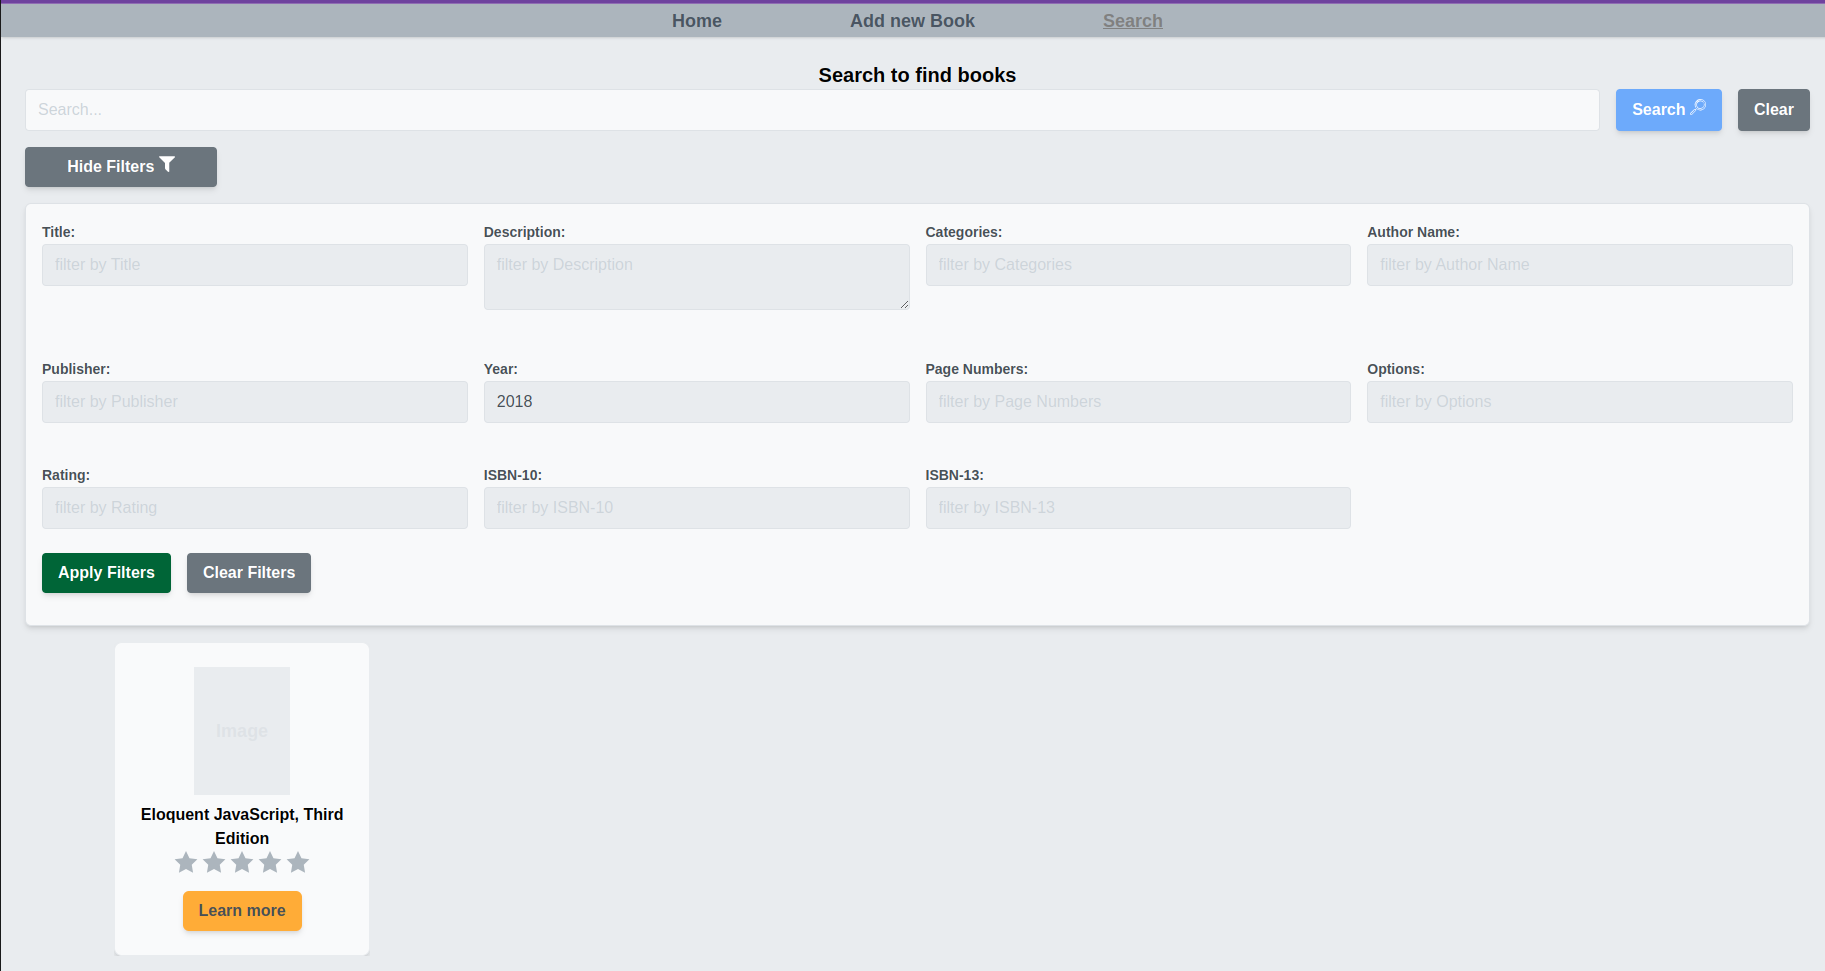 Home Add new Book Search
Search to find books
Search... Search Clear
Hide Filters
Title: Description: Categories: Author Name:
filter by Title filter by Description filter by Categories filter by Author Name
Publisher: Year: Page Numbers: Options:
filter by Publisher 2018 filter by Page Numbers filter by Options
Rating: ISBN-10: ISBN-13:
filter by Rating filter by ISBN-10 filter by ISBN-13
Apply Filters Clear Filters
Image
Eloquent JavaScript, Third
Edition
Learn more